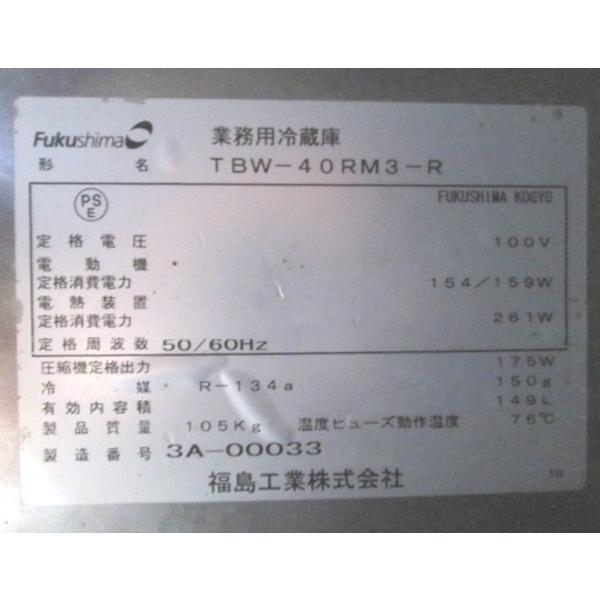 Fukushima 業務用冷蔵庫
形 名 TBW-40RM3-R
PS E FUKUSHIMA KOGYO
定格電圧 100V
電動機
定格消費電力 154/159W
電熱装置
定格消費電力 261W
定格周波数 50/60Hz
圧縮機定格出力 175W
冷媒 R-134a 150g
有効内容積 149L
製品質量 105Kg 温度ヒューズ動作温度 76℃
製造番号 3A-00033
福島工業株式会社